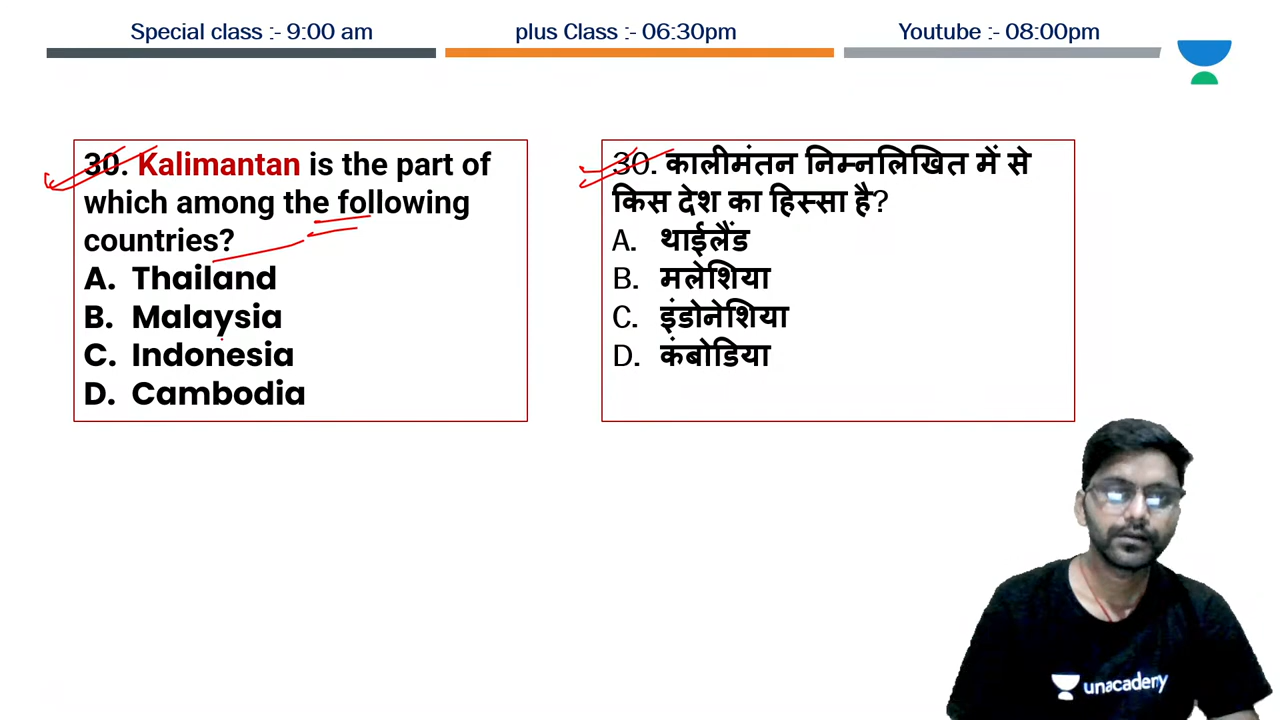 Special class :- 9:00 am
plus Class :- 06:30pm
Youtube :- 08:00pm
30. Kalimantan is the part of
which among the following
countries?
A. Thailand
B. Malaysia
C. Indonesia
D. Cambodia
30. कालीमंतन निम्नलिखित में से
किस देश का हिस्सा है?
A. थाईलैंड
B. मलेशिया
C. इंडोनेशिया
D. कंबोडिया
unacademy